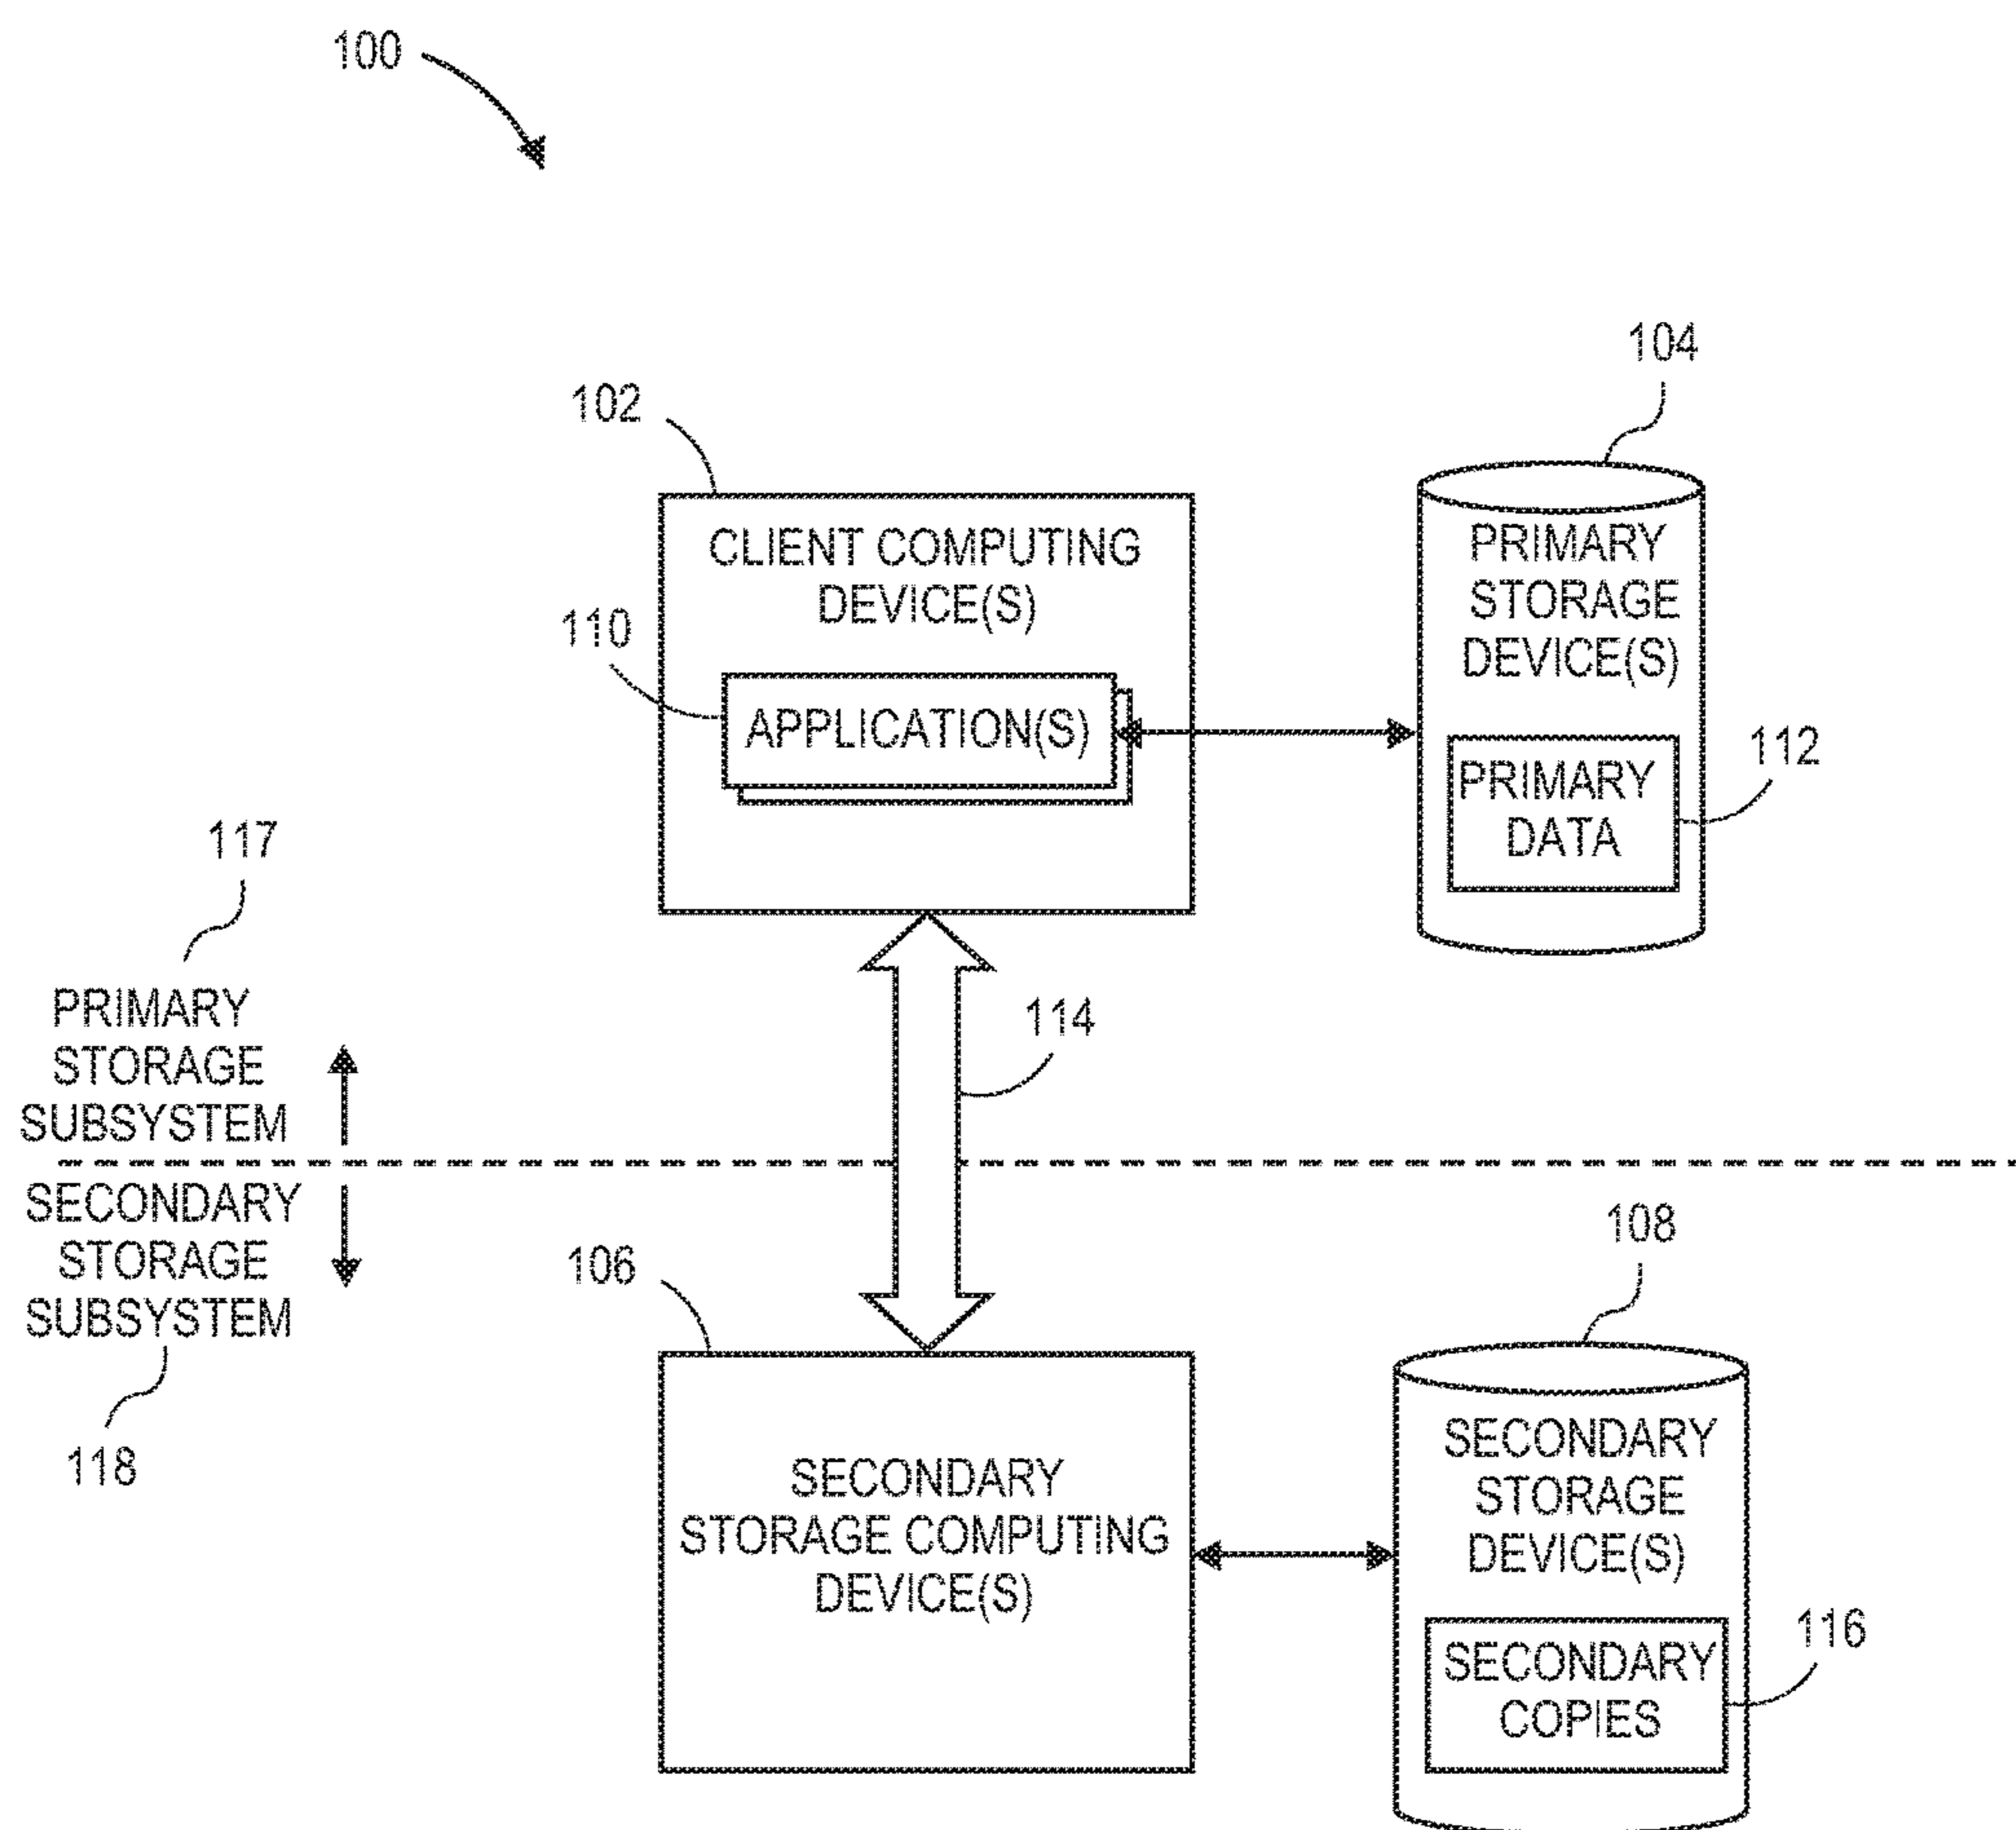 100
104
102
CLIENT COMPUTING
DEVICE(S)
110
APPLICATION(S)
PRIMARY
STORAGE
DEVICE(S)
112
PRIMARY
DATA
117
PRIMARY
STORAGE
SUBSYSTEM
114
SECONDARY
STORAGE
SUBSYSTEM
118
106
108
SECONDARY
STORAGE COMPUTING
DEVICE(S)
SECONDARY
STORAGE
DEVICE(S)
116
SECONDARY
COPIES